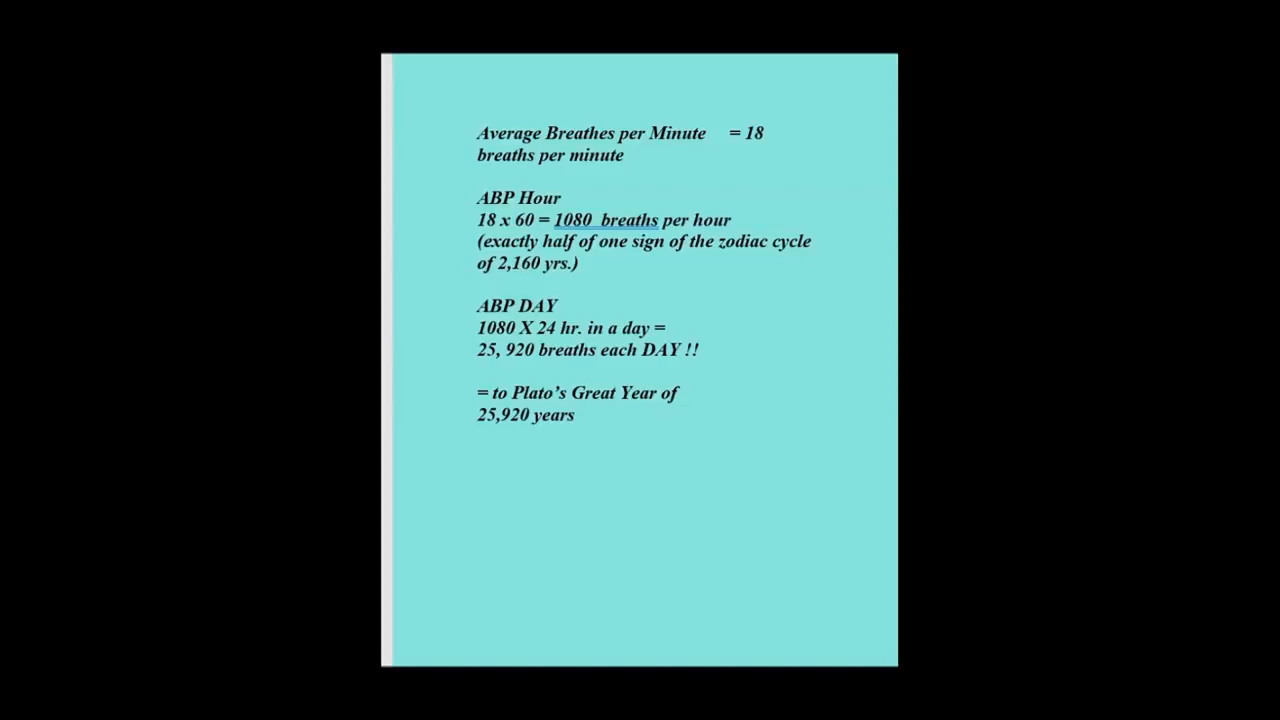 Average Breathes per Minute = 18
breaths per minute
ABP Hour
18 x 60 = 1080 breaths per hour
(exactly half of one sign of the zodiac cycle
of 2,160 yrs.)
ABP DAY
1080 X 24 hr. in a day =
25, 920 breaths each DAY !!
= to Plato’s Great Year of
25,920 years